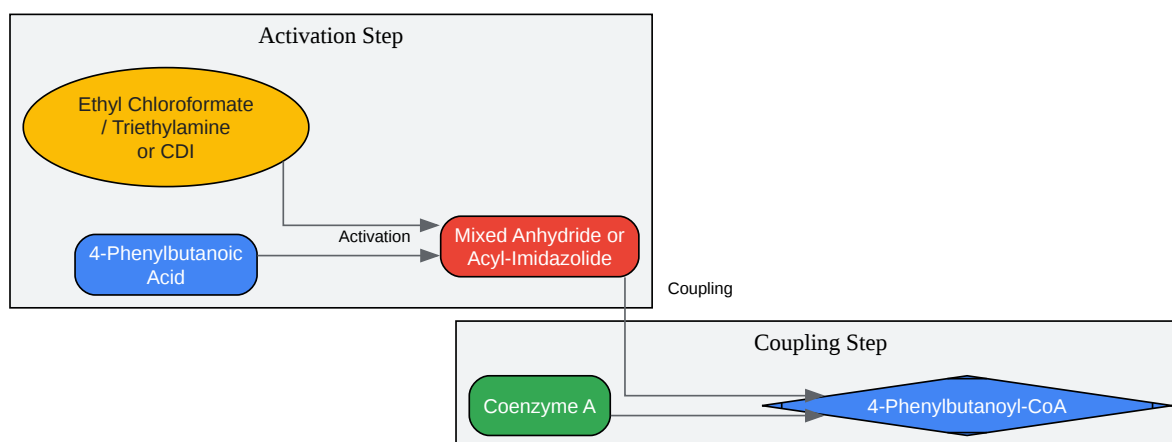 Activation Step
Ethyl Chloroformate
/ Triethylamine
or CDI
Activation
4-Phenylbutanoic
Acid
Mixed Anhydride or
Acyl-Imidazolide
Coupling
Coupling Step
Coenzyme A
4-Phenylbutanoyl-CoA